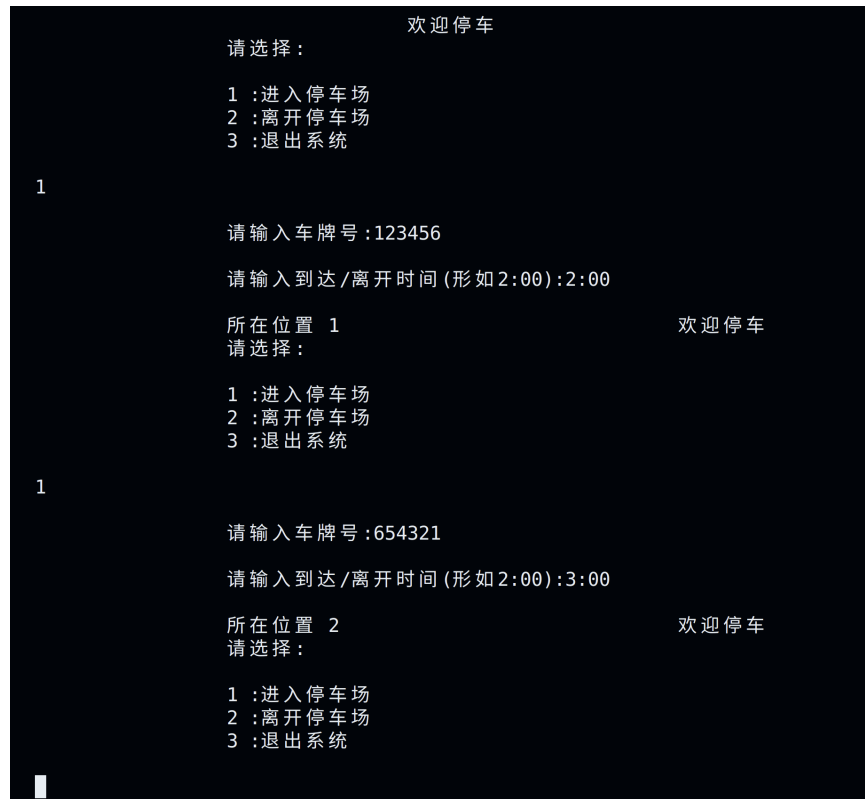 欢迎停车
请选择:
1 :进入停车场
2 :离开停车场
3 :退出系统
1
请输入车牌号:123456
请输入到达/离开时间(形如2:00):2:00
所在位置 1 欢迎停车
请选择:
1 :进入停车场
2 :离开停车场
3 :退出系统
1
请输入车牌号:654321
请输入到达/离开时间(形如2:00):3:00
所在位置 2 欢迎停车
请选择:
1 :进入停车场
2 :离开停车场
3 :退出系统